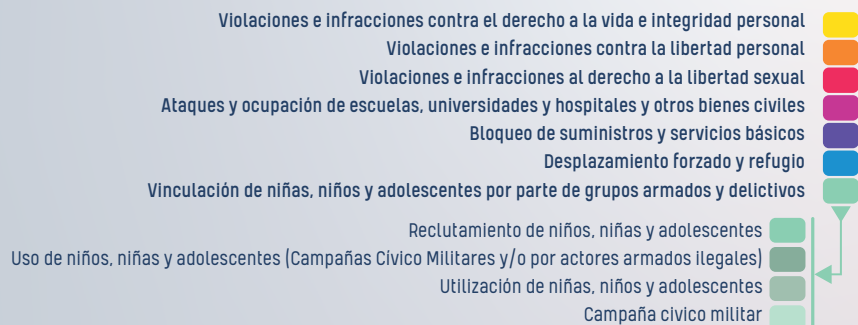 Violaciones e infracciones contra el derecho a la vida e integridad personal
Violaciones e infracciones contra la libertad personal
Violaciones e infracciones al derecho a la libertad sexual
Ataques y ocupación de escuelas, universidades y hospitales y otros bienes civiles
Bloqueo de suministros y servicios básicos
Desplazamiento forzado y refugio
Vinculación de niñas, niños y adolescentes por parte de grupos armados y delictivos
Reclutamiento de niños, niñas y adolescentes
Uso de niños, niñas y adolescentes (Campañas Cívico Militares y/o por actores armados ilegales)
Utilización de niñas, niños y adolescentes
Campaña civico militar